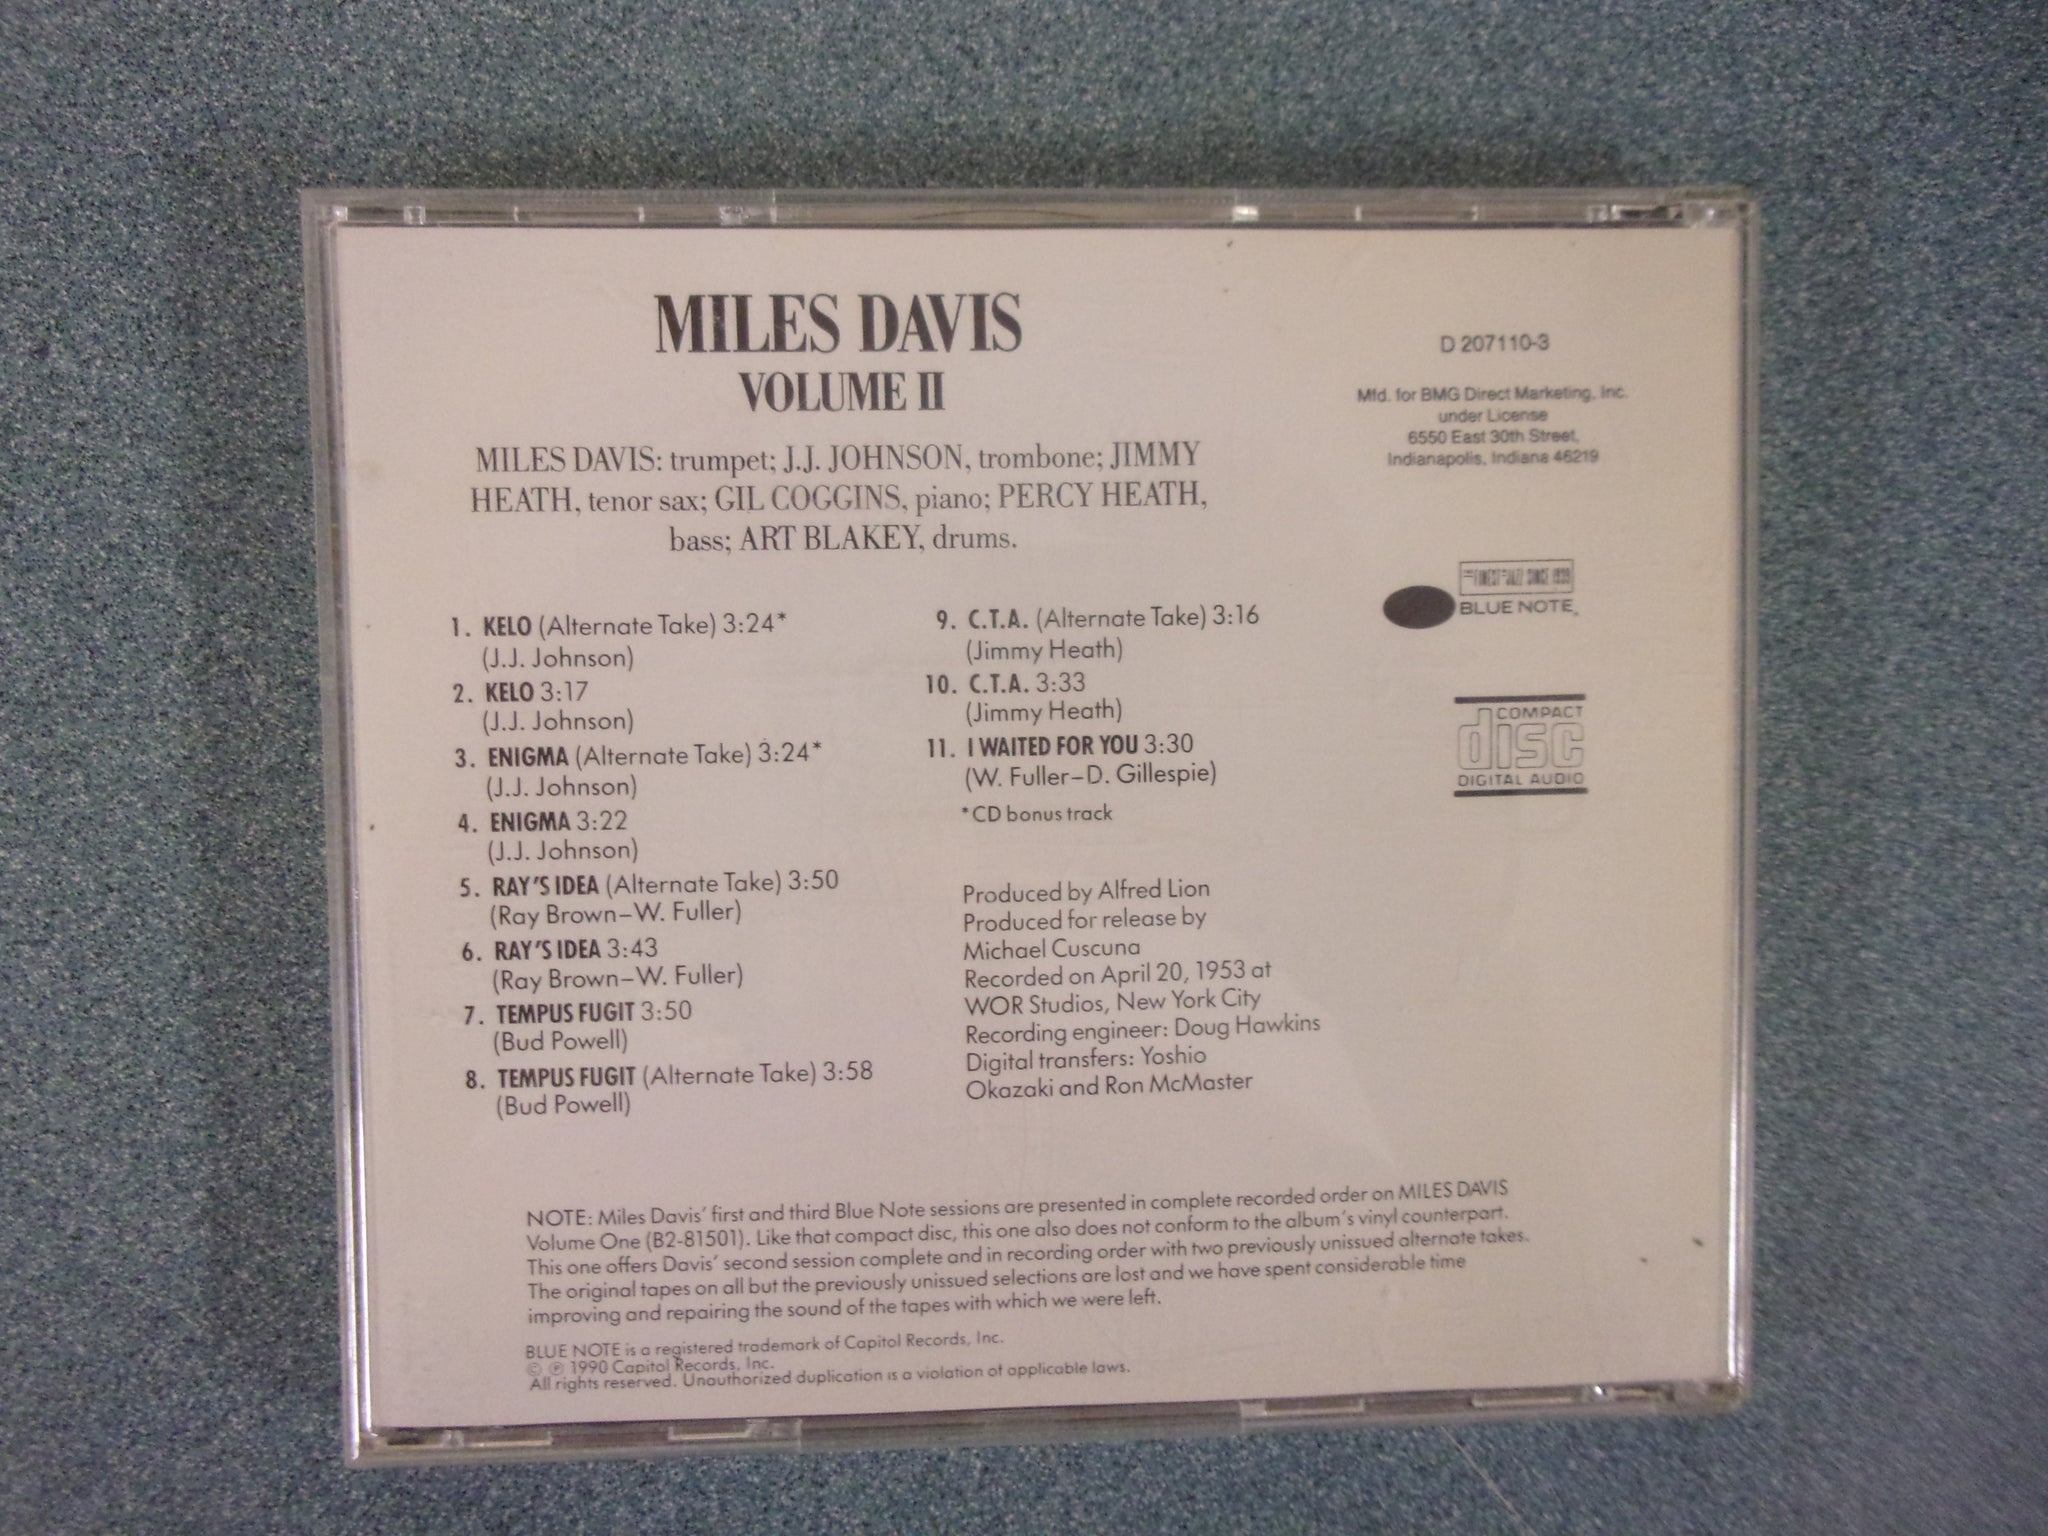 MILES DAVIS
VOLUME II
MILES DAVIS: trumpet; J.J. JOHNSON, trombone; JIMMY
HEATH, tenor sax; GIL COGGINS, piano; PERCY HEATH,
bass; ART BLAKEY, drums.
1. KELO (Alternate Take) 3:24*
(J.J. Johnson)
2. KELO 3:17
(J.J. Johnson)
3. ENIGMA (Alternate Take) 3:24*
(J.J. Johnson)
4. ENIGMA 3:22
(J.J. Johnson)
5. RAY'S IDEA (Alternate Take) 3:50
(Ray Brown–W. Fuller)
6. RAY'S IDEA 3:43
(Ray Brown–W. Fuller)
7. TEMPUS FUGIT 3:50
(Bud Powell)
8. TEMPUS FUGIT (Alternate Take) 3:58
(Bud Powell)
9. C.T.A. (Alternate Take) 3:16
(Jimmy Heath)
10. C.T.A. 3:33
(Jimmy Heath)
11. I WAITED FOR YOU 3:30
(W. Fuller–D. Gillespie)
*CD bonus track
Produced by Alfred Lion
Produced for release by
Michael Cuscuna
Recorded on April 20, 1953 at
WOR Studios, New York City
Recording engineer: Doug Hawkins
Digital transfers: Yoshio
Okazaki and Ron McMaster
D 207110-3
Mfd. for BMG Direct Marketing, Inc.
under License
6550 East 30th Street,
Indianapolis, Indiana 46219
FINEST JAZZ SINCE 1939
BLUE NOTE
COMPACT
disc
DIGITAL AUDIO
NOTE: Miles Davis' first and third Blue Note sessions are presented in complete recorded order on MILES DAVIS
Volume One (B2-81501). Like that compact disc, this one also does not conform to the album's vinyl counterpart.
This one offers Davis' second session complete and in recording order with two previously unissued alternate takes.
The original tapes on all but the previously unissued selections are lost and we have spent considerable time
improving and repairing the sound of the tapes with which we were left.
BLUE NOTE is a registered trademark of Capitol Records, Inc.
© ℗ 1990 Capitol Records, Inc.
All rights reserved. Unauthorized duplication is a violation of applicable laws.